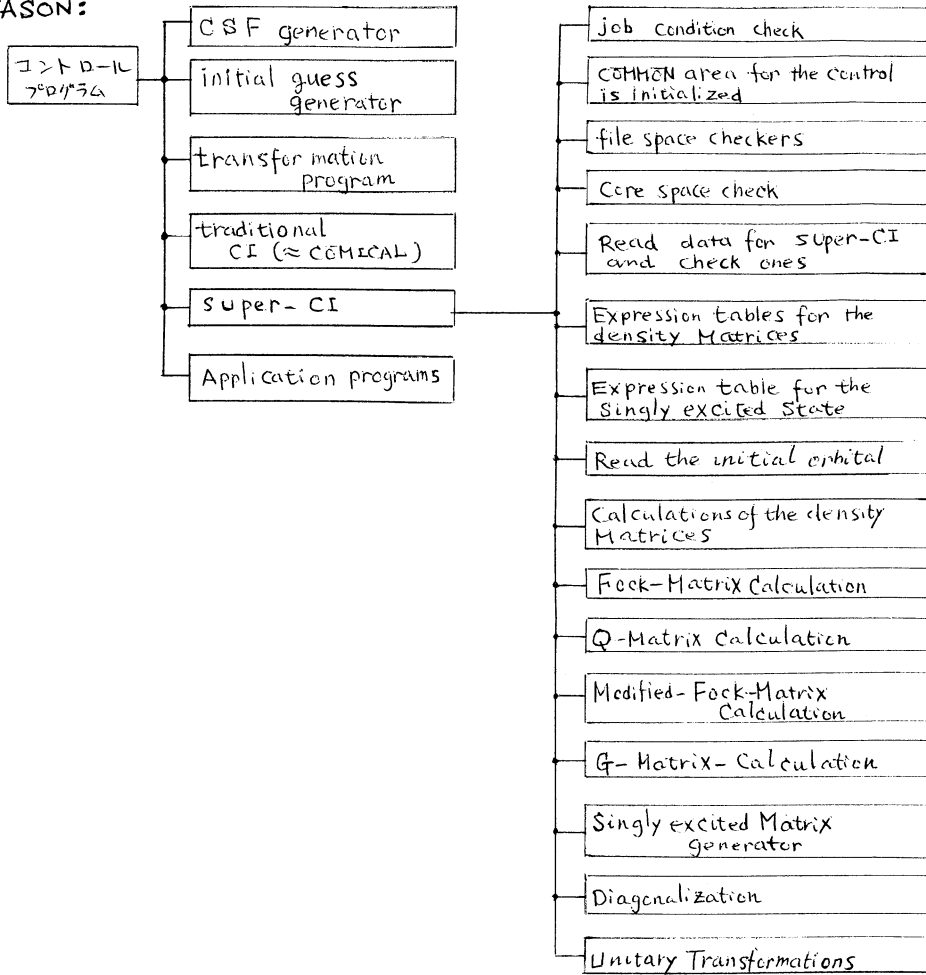 ASON:
コントロール
プログラム
CSF generator
initial guess
generator
transformation
program
traditional
CI (≈ COMICAL)
super-CI
Application programs
job condition check
COMMON area for the control
is initialized
file space checkers
Core space check
Read data for super-CI
and check ones
Expression tables for the
density Matrices
Expression table for the
Singly excited State
Read the initial orbital
Calculations of the density
Matrices
Fock-Matrix Calculation
Q-Matrix Calculation
Modified-Fock-Matrix
Calculation
G-Matrix-Calculation
Singly excited Matrix
generator
Diagonalization
Unitary Transformations